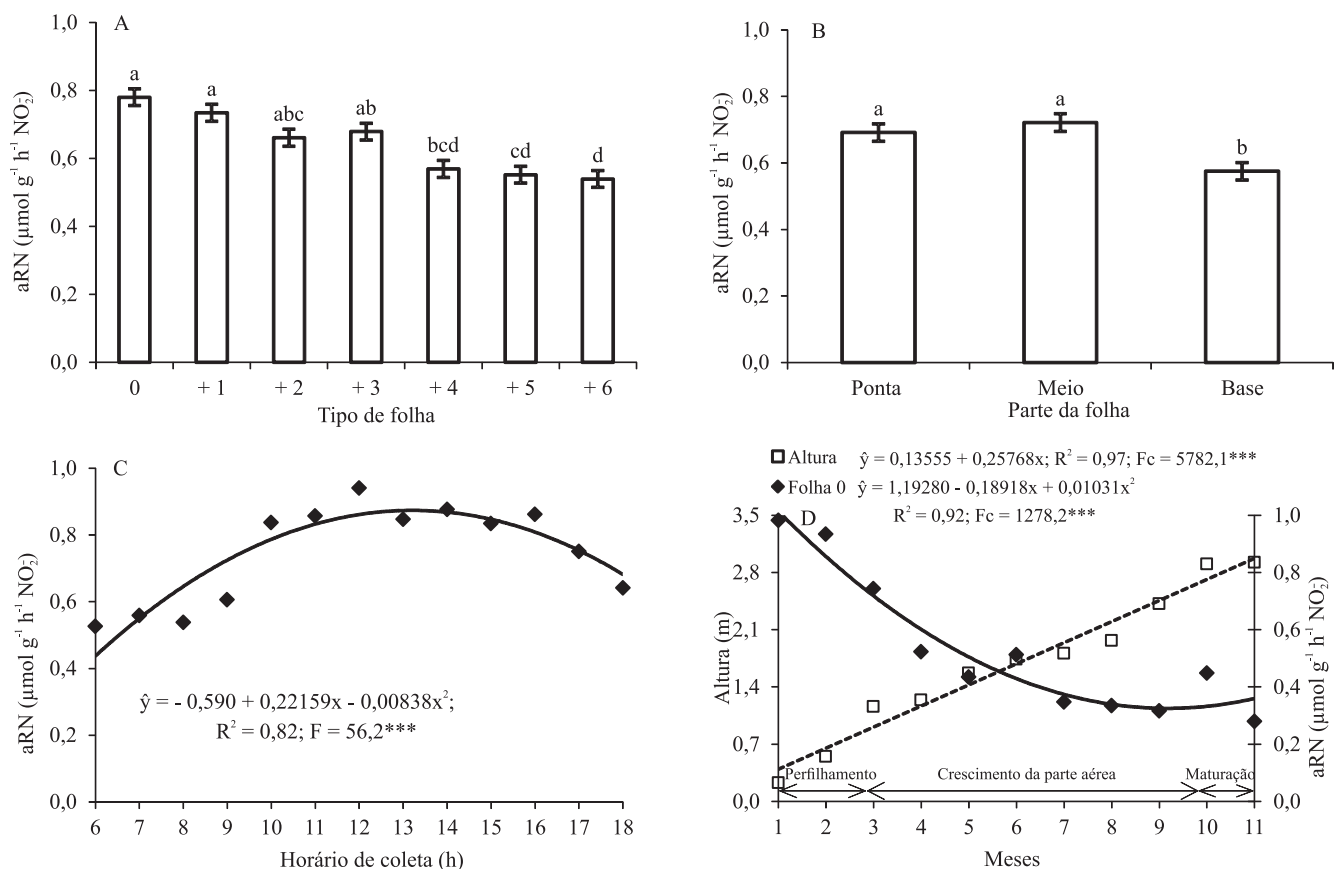 A
1,0
0,8
0,6
0,4
0,2
0,0
aRN (µmol g⁻¹ h⁻¹ NO₂⁻)
a
a
abc
ab
bcd
cd
d
0 + 1 + 2 + 3 + 4 + 5 + 6
Tipo de folha
B
1,0
0,8
0,6
0,4
0,2
0,0
aRN (µmol g⁻¹ h⁻¹ NO₂⁻)
a
a
b
Ponta Meio Base
Parte da folha
C
1,0
0,8
0,6
0,4
0,2
0,0
aRN (µmol g⁻¹ h⁻¹ NO₂⁻)
ŷ = - 0,590 + 0,22159x - 0,00838x²;
R² = 0,82; F = 56,2***
6 7 8 9 10 11 12 13 14 15 16 17 18
Horário de coleta (h)
Altura ŷ = 0,13555 + 0,25768x; R² = 0,97; Fc = 5782,1***
Folha 0 ŷ = 1,19280 - 0,18918x + 0,01031x²
R² = 0,92; Fc = 1278,2***
D
3,5
2,8
2,1
1,4
0,7
0,0
Altura (m)
1,0
0,8
0,6
0,4
0,2
0,0
aRN (µmol g⁻¹ h⁻¹ NO₂⁻)
Perfilhamento Crescimento da parte aérea Maturação
1 2 3 4 5 6 7 8 9 10 11
Meses